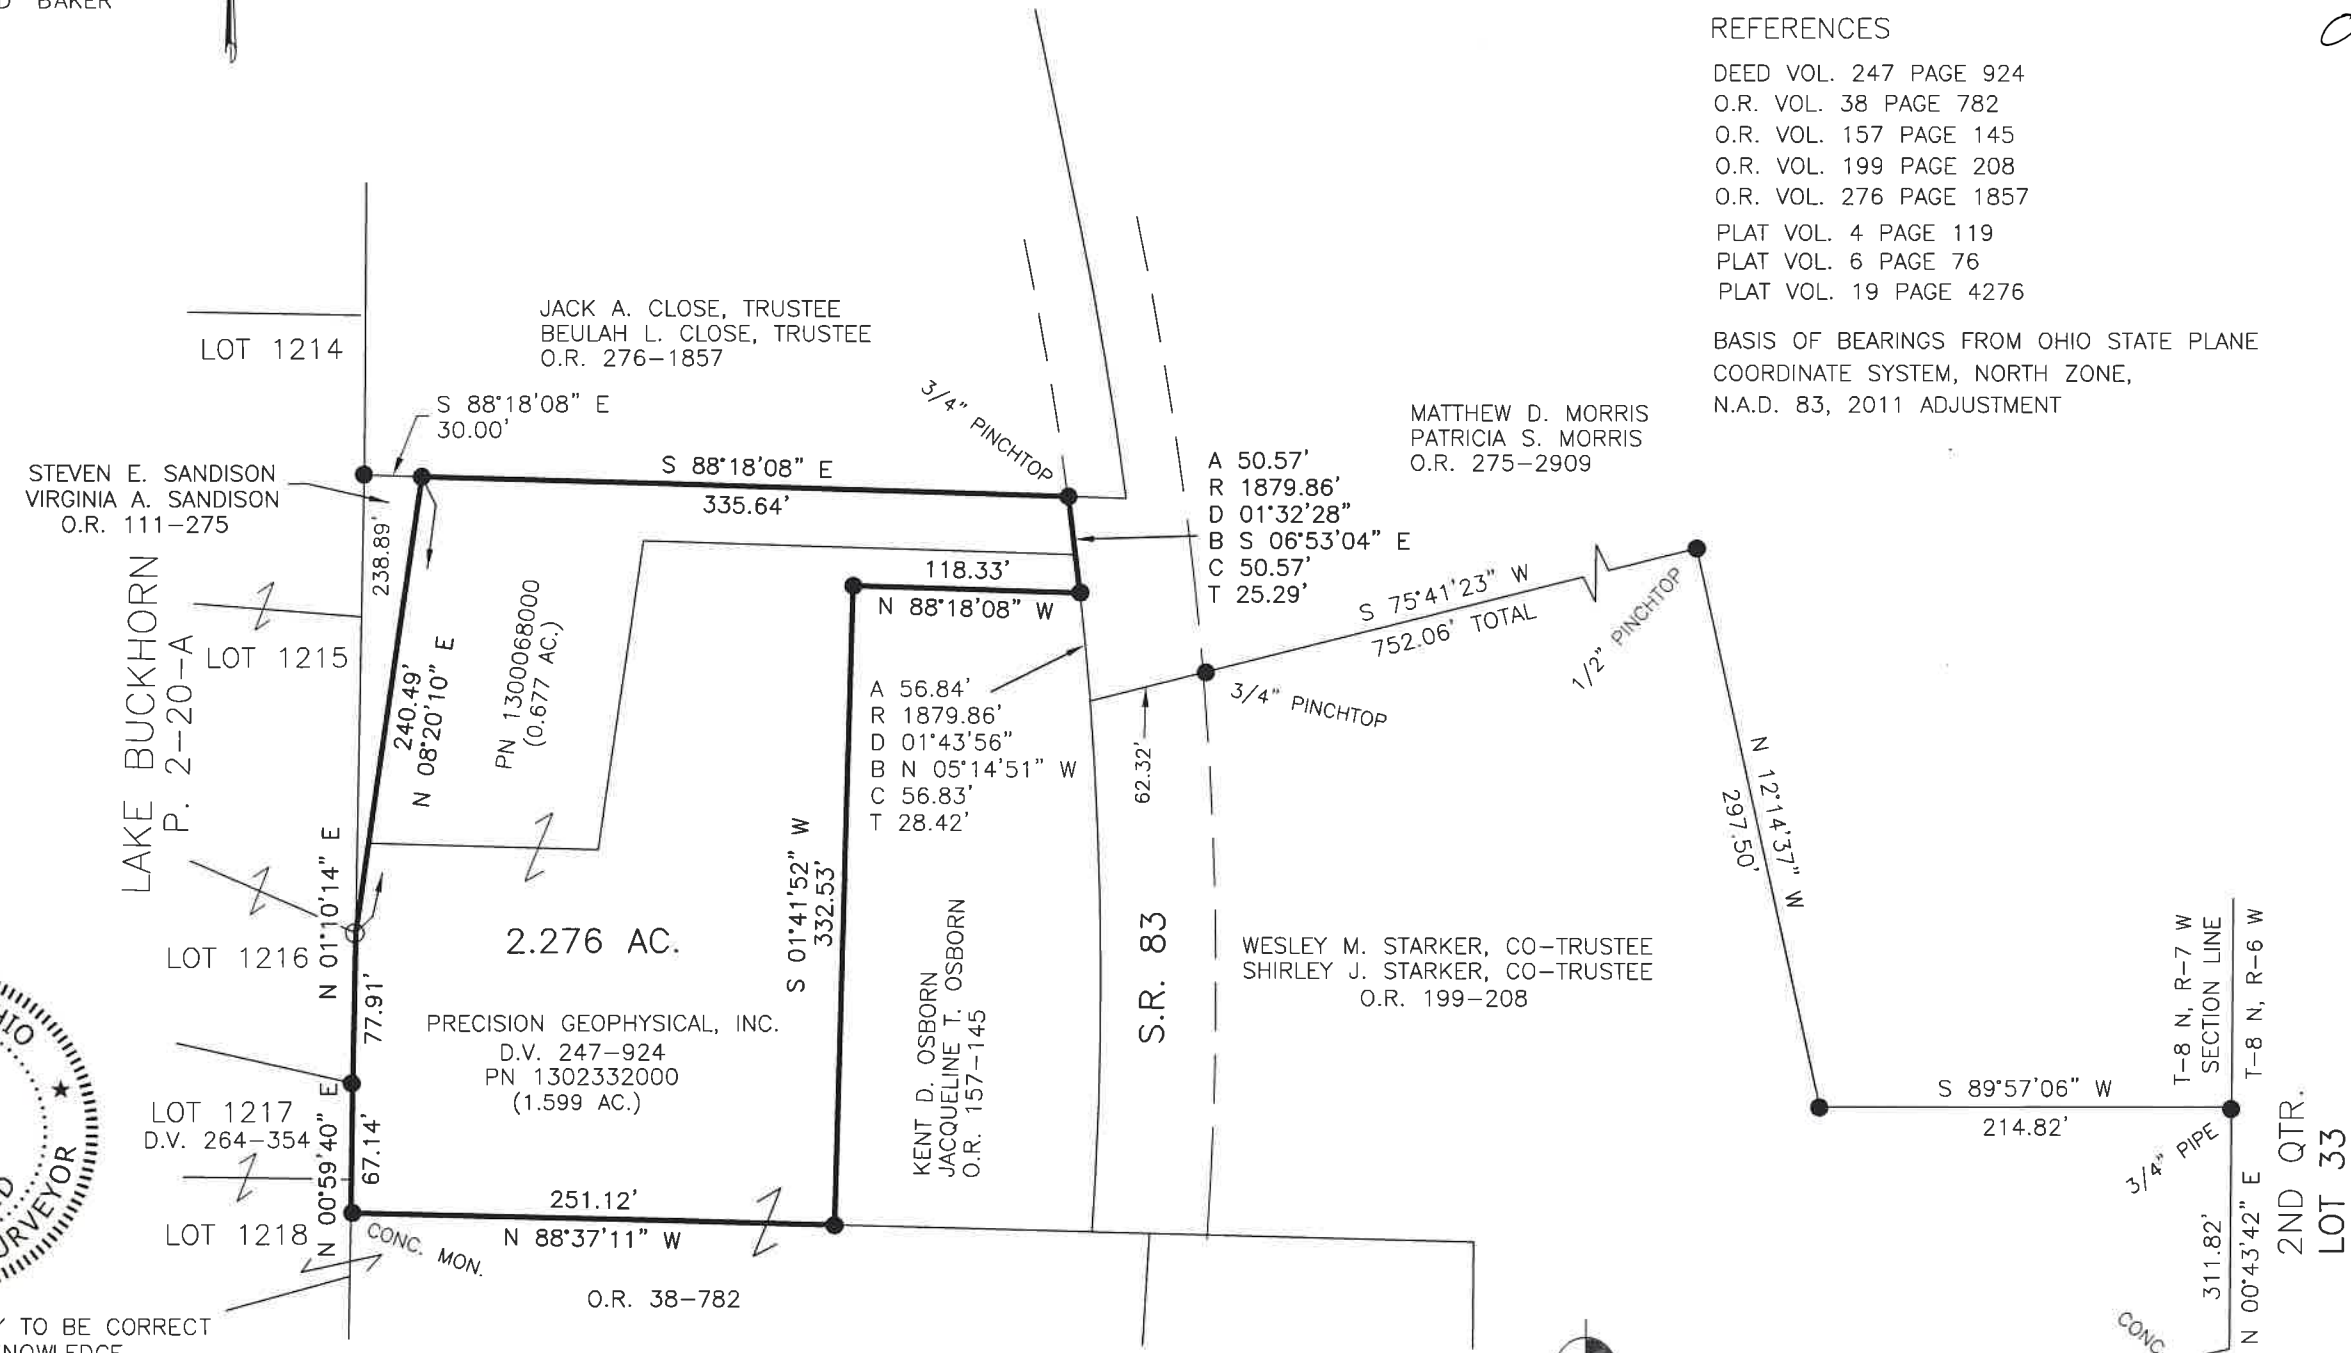 BAKER
REFERENCES
DEED VOL. 247 PAGE 924
O.R. VOL. 38 PAGE 782
O.R. VOL. 157 PAGE 145
O.R. VOL. 199 PAGE 208
O.R. VOL. 276 PAGE 1857
PLAT VOL. 4 PAGE 119
PLAT VOL. 6 PAGE 76
PLAT VOL. 19 PAGE 4276
BASIS OF BEARINGS FROM OHIO STATE PLANE
COORDINATE SYSTEM, NORTH ZONE,
N.A.D. 83, 2011 ADJUSTMENT
JACK A. CLOSE, TRUSTEE
BEULAH L. CLOSE, TRUSTEE
O.R. 276-1857
LOT 1214
S 88°18'08" E
30.00'
3/4" PINCHTOP
MATTHEW D. MORRIS
PATRICIA S. MORRIS
O.R. 275-2909
STEVEN E. SANDISON
VIRGINIA A. SANDISON
O.R. 111-275
S 88°18'08" E
335.64'
A 50.57'
R 1879.86'
D 01°32'28"
B S 06°53'04" E
C 50.57'
T 25.29'
238.89'
118.33'
N 88°18'08" W
S 75°41'23" W
752.06' TOTAL
1/2" PINCHTOP
LAKE BUCKHORN
P. 2-20-A
LOT 1215
240.49'
N 08°20'10" E
PN 1300068000
(0.677 AC.)
A 56.84'
R 1879.86'
D 01°43'56"
B N 05°14'51" W
C 56.83'
T 28.42'
3/4" PINCHTOP
62.32'
N 12°14'37" W
297.50'
N 01°10'14" E
77.91'
S 01°41'52" W
332.53'
LOT 1216
2.276 AC.
PRECISION GEOPHYSICAL, INC.
D.V. 247-924
PN 1302332000
(1.599 AC.)
KENT D. OSBORN
JACQUELINE T. OSBORN
O.R. 157-145
S.R. 83
WESLEY M. STARKER, CO-TRUSTEE
SHIRLEY J. STARKER, CO-TRUSTEE
O.R. 199-208
T-8 N, R-7 W
SECTION LINE
T-8 N, R-6 W
LOT 1217
D.V. 264-354
N 00°59'40" E
67.14'
S 89°57'06" W
214.82'
3/4" PIPE
2ND QTR.
LOT 33
311.82'
N 00°43'42" E
LOT 1218
251.12'
N 88°37'11" W
CONC. MON.
O.R. 38-782
TO BE CORRECT
CONC